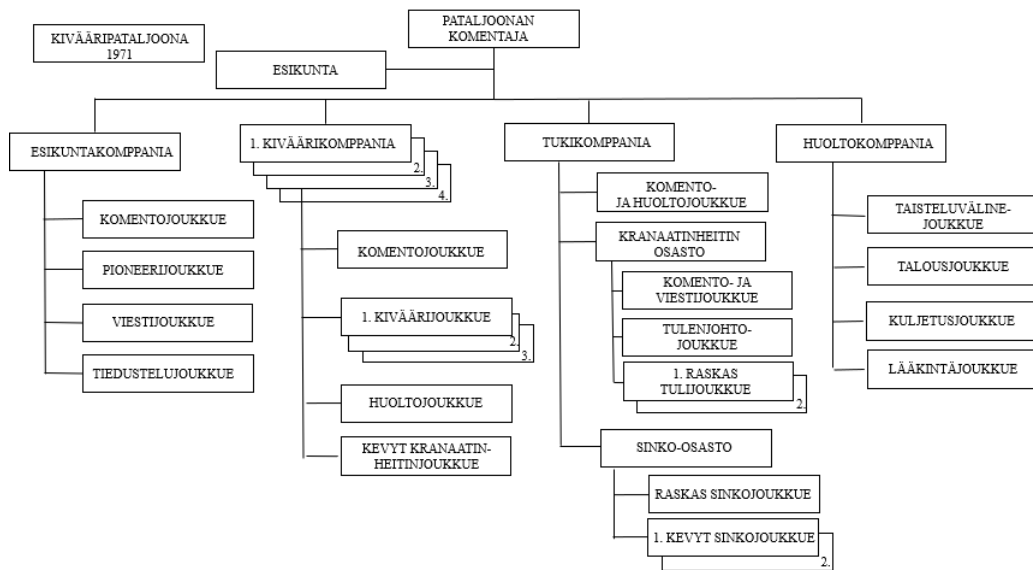 KIVÄÄRIPATALJOONA
1971
PATALJOONAN
KOMENTAJA
ESIKUNTA
ESIKUNTAKOMPPANIA
KOMENTOJOUKKUE
PIONEERIJOUKKUE
VIESTIJOUKKUE
TIEDUSTELUJOUKKUE
1. KIVÄÄRIKOMPPANIA
2.
3.
4.
KOMENTOJOUKKUE
1. KIVÄÄRIJOUKKUE
2.
3.
HUOLTOJOUKKUE
KEVYT KRANAATIN-
HEITINJOUKKUE
TUKIKOMPPANIA
KOMENTO-
JA HUOLTOJOUKKUE
KRANAATINHEITIN
OSASTO
KOMENTO- JA
VIESTIJOUKKUE
TULENJOHTO-
JOUKKUE
1. RASKAS
TULIJOUKKUE
2.
SINKO-OSASTO
RASKAS SINKOJOUKKUE
1. KEVYT SINKOJOUKKUE
2.
HUOLTOKOMPPANIA
TAISTELUVÄLINE-
JOUKKUE
TALOUSJOUKKUE
KULJETUSJOUKKUE
LÄÄKINTÄJOUKKUE